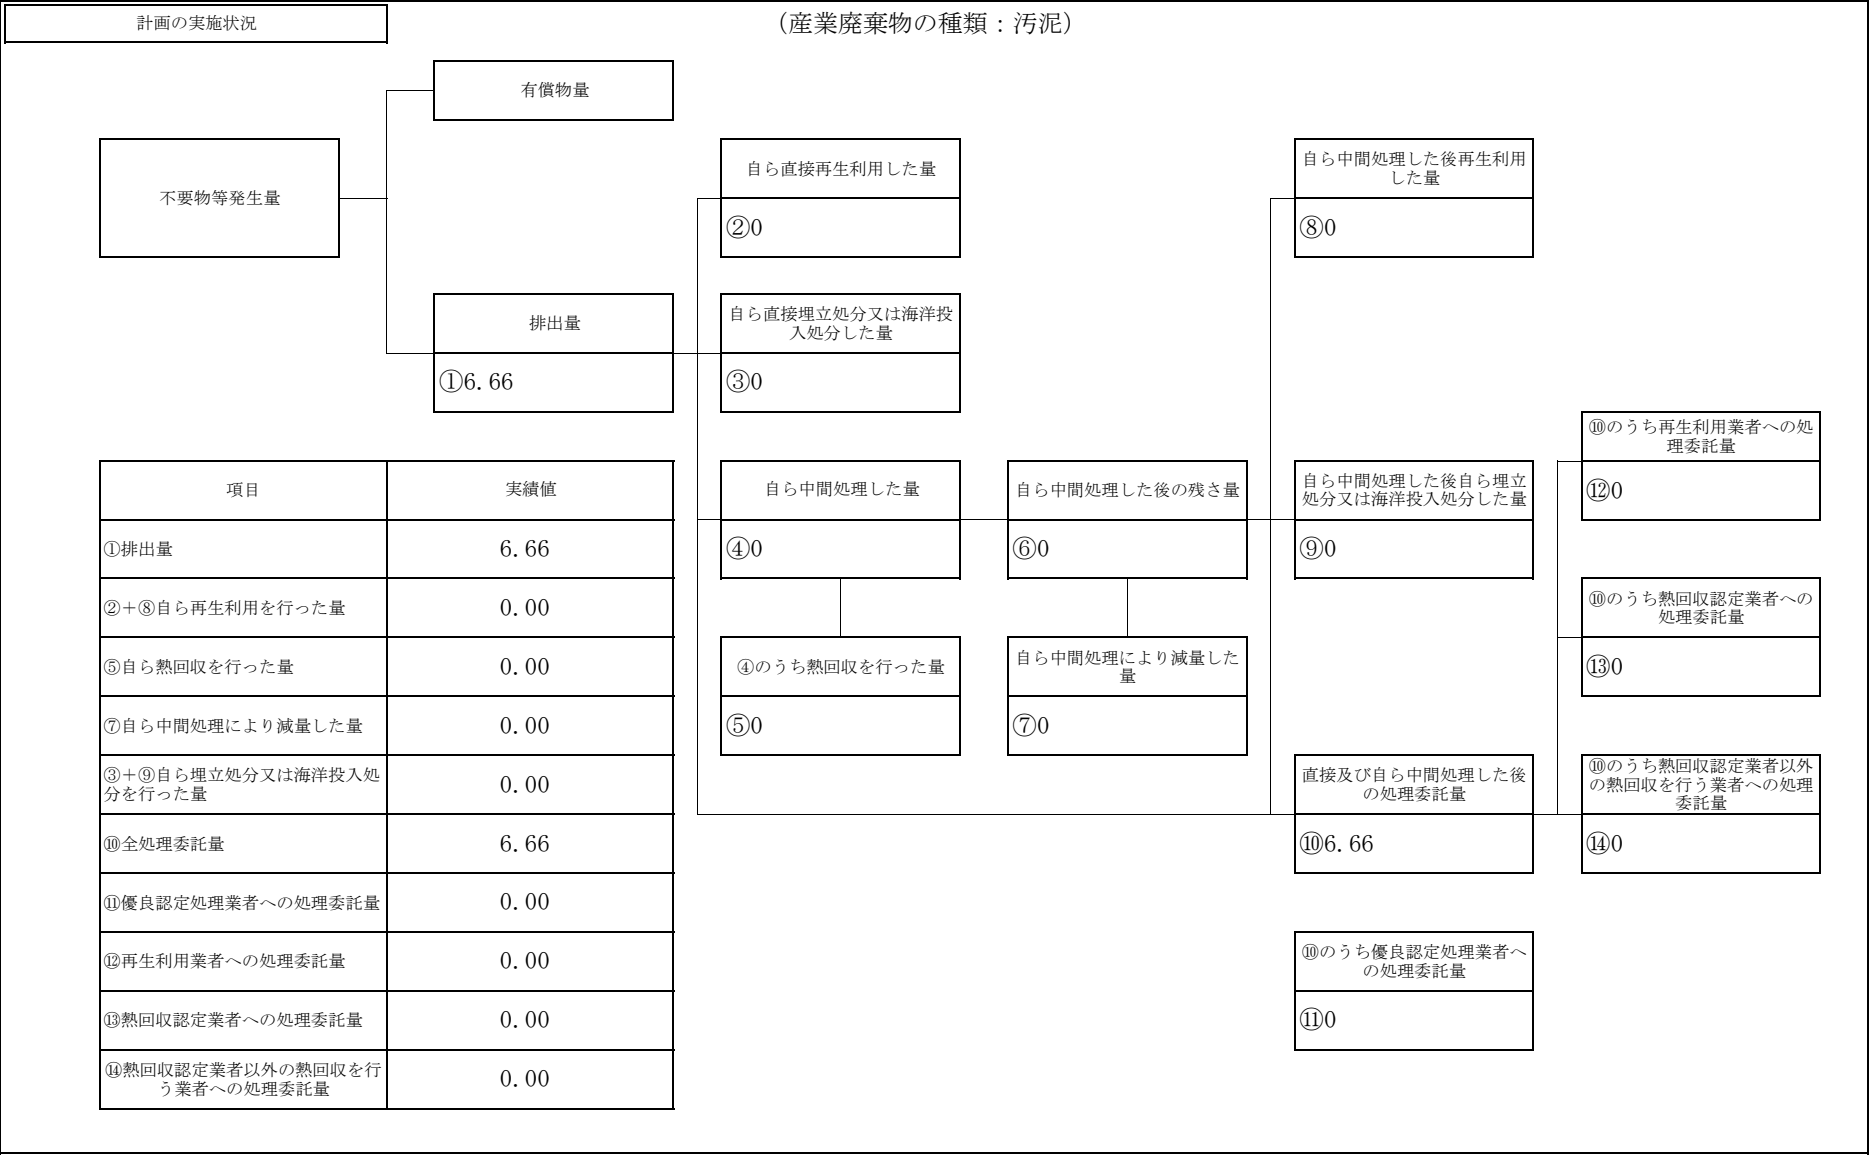 計画の実施状況
（産業廃棄物の種類：汚泥）
有償物量
不要物等発生量
排出量
①6.66
自ら直接再生利用した量
②0
自ら直接埋立処分又は海洋投
入処分した量
③0
自ら中間処理した量
④0
④のうち熱回収を行った量
⑤0
自ら中間処理した後の残さ量
⑥0
自ら中間処理により減量した
量
⑦0
自ら中間処理した後再生利用
した量
⑧0
自ら中間処理した後自ら埋立
処分又は海洋投入処分した量
⑨0
直接及び自ら中間処理した後
の処理委託量
⑩6.66
⑩のうち優良認定処理業者へ
の処理委託量
⑪0
⑩のうち再生利用業者への処
理委託量
⑫0
⑩のうち熱回収認定業者への
処理委託量
⑬0
⑩のうち熱回収認定業者以外
の熱回収を行う業者への処理
委託量
⑭0
項目 実績値
①排出量 6.66
②＋⑧自ら再生利用を行った量 0.00
⑤自ら熱回収を行った量 0.00
⑦自ら中間処理により減量した量 0.00
③＋⑨自ら埋立処分又は海洋投入処
分を行った量 0.00
⑩全処理委託量 6.66
⑪優良認定処理業者への処理委託量 0.00
⑫再生利用業者への処理委託量 0.00
⑬熱回収認定業者への処理委託量 0.00
⑭熱回収認定業者以外の熱回収を行
う業者への処理委託量 0.00